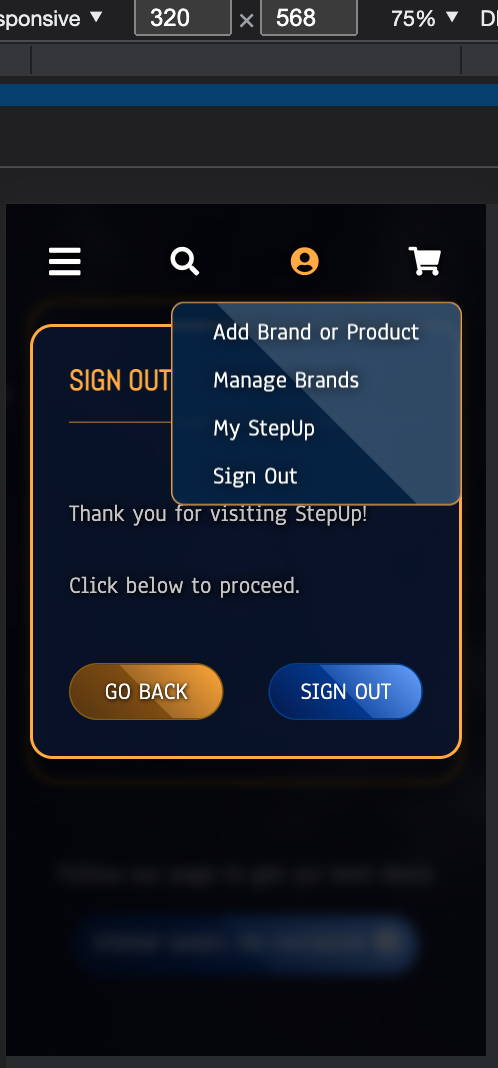 sponsive ▼ 320 × 568 75% ▼
Add Brand or Product
SIGN OUT
Manage Brands
My StepUp
Sign Out
Thank you for visiting StepUp!
Click below to proceed.
GO BACK SIGN OUT